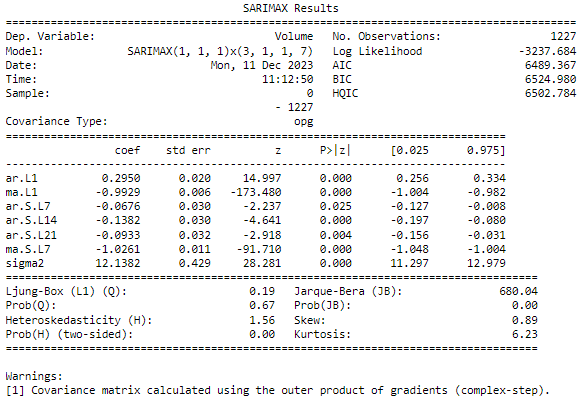 SARIMAX Results
==============================================================================================
Dep. Variable:                             Volume   No. Observations:                     1227
Model:             SARIMAX(1, 1, 1)x(3, 1, 1, 7)   Log Likelihood                   -3237.684
Date:                            Mon, 11 Dec 2023   AIC                               6489.367
Time:                                    11:12:50   BIC                               6524.980
Sample:                                         0   HQIC                              6502.784
- 1227
Covariance Type:                              opg
==============================================================================
coef    std err          z      P>|z|      [0.025      0.975]
------------------------------------------------------------------------------
ar.L1          0.2950      0.020     14.997      0.000       0.256       0.334
ma.L1         -0.9929      0.006   -173.480      0.000      -1.004      -0.982
ar.S.L7       -0.0676      0.030     -2.237      0.025      -0.127      -0.008
ar.S.L14      -0.1382      0.030     -4.641      0.000      -0.197      -0.080
ar.S.L21      -0.0933      0.032     -2.918      0.004      -0.156      -0.031
ma.S.L7       -1.0261      0.011    -91.710      0.000      -1.048      -1.004
sigma2        12.1382      0.429     28.281      0.000      11.297      12.979
===================================================================================
Ljung-Box (L1) (Q):                   0.19   Jarque-Bera (JB):               680.04
Prob(Q):                              0.67   Prob(JB):                         0.00
Heteroskedasticity (H):               1.56   Skew:                             0.89
Prob(H) (two-sided):                  0.00   Kurtosis:                         6.23
===================================================================================
Warnings:
[1] Covariance matrix calculated using the outer product of gradients (complex-step).